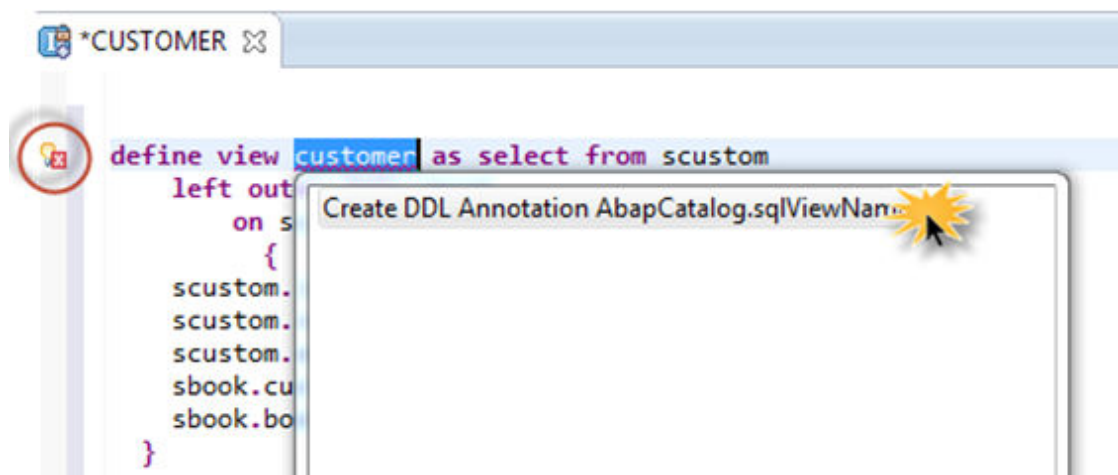 *CUSTOMER
define view customer as select from scustom
left out
Create DDL Annotation AbapCatalog.sqlViewNam
on s
{
scustom.
scustom.
scustom.
sbook.cu
sbook.bo
}